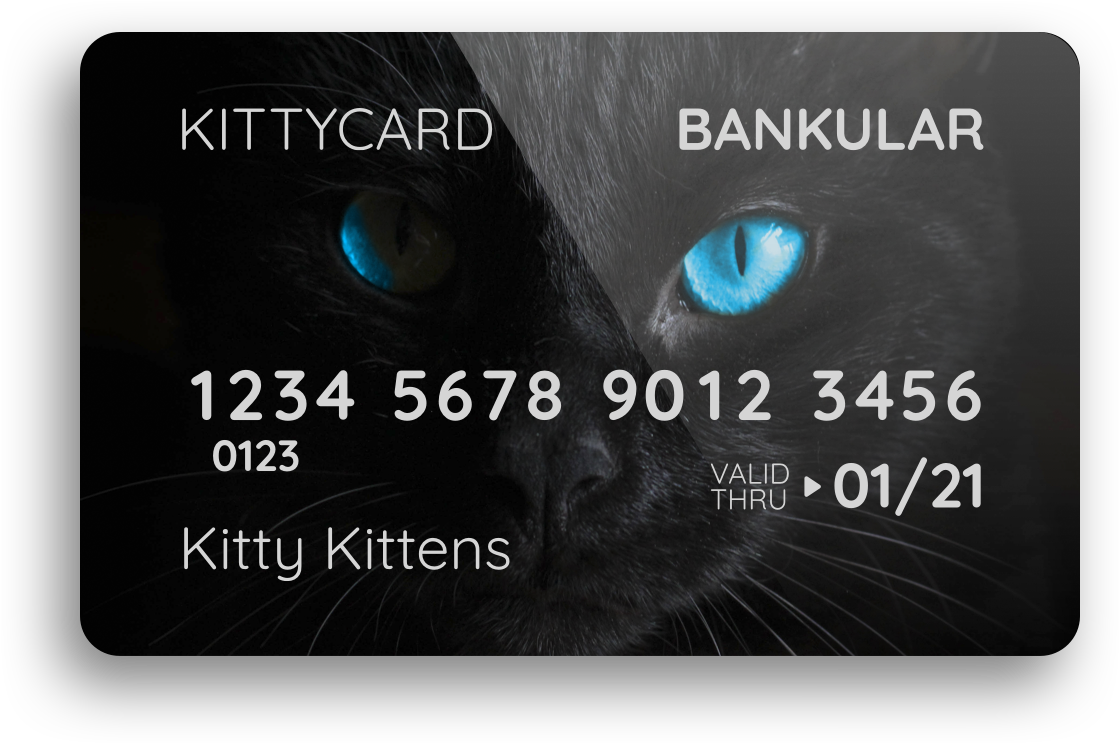 KITTYCARD BANKULAR
1234 5678 9012 3456
0123
VALID THRU 01/21
Kitty Kittens